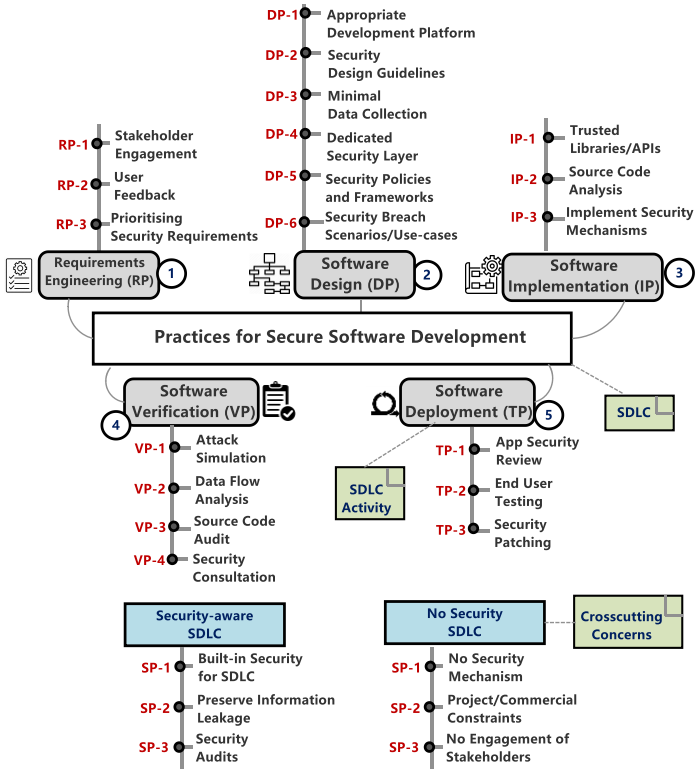 RP-1
Stakeholder
Engagement
RP-2
User
Feedback
RP-3
Prioritising
Security Requirements
Requirements
Engineering (RP)
1
DP-1
Appropriate
Development Platform
DP-2
Security
Design Guidelines
DP-3
Minimal
Data Collection
DP-4
Dedicated
Security Layer
DP-5
Security Policies
and Frameworks
DP-6
Security Breach
Scenarios/Use-cases
Software
Design (DP)
2
IP-1
Trusted
Libraries/APIs
IP-2
Source Code
Analysis
IP-3
Implement Security
Mechanisms
Software
Implementation (IP)
3
Practices for Secure Software Development
SDLC
Software
Verification (VP)
4
VP-1
Attack
Simulation
VP-2
Data Flow
Analysis
VP-3
Source Code
Audit
VP-4
Security
Consultation
Software
Deployment (TP)
5
SDLC
Activity
TP-1
App Security
Review
TP-2
End User
Testing
TP-3
Security
Patching
Security-aware
SDLC
SP-1
Built-in Security
for SDLC
SP-2
Preserve Information
Leakage
SP-3
Security
Audits
No Security
SDLC
Crosscutting
Concerns
SP-1
No Security
Mechanism
SP-2
Project/Commercial
Constraints
SP-3
No Engagement of
Stakeholders